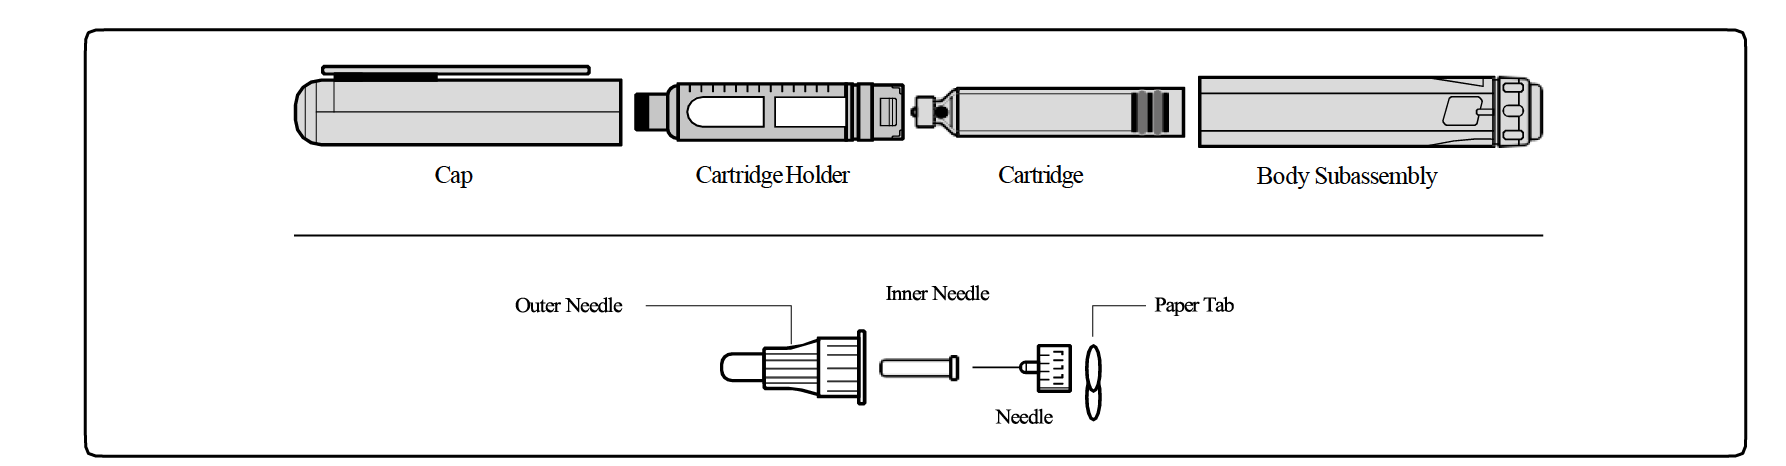 Cap
Cartridge Holder
Cartridge
Body Subassembly
Outer Needle
Inner Needle
Paper Tab
Needle